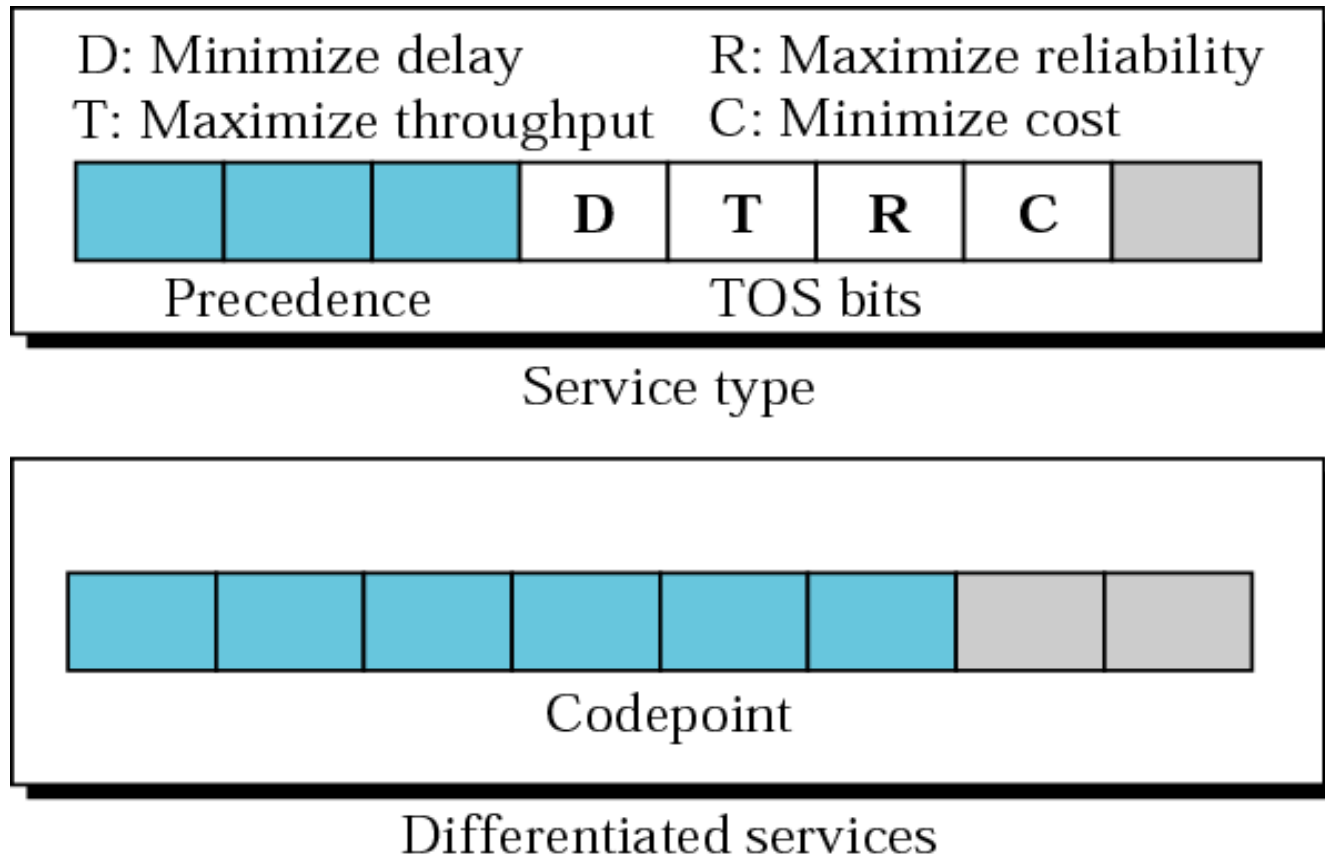 D: Minimize delay R: Maximize reliability
T: Maximize throughput C: Minimize cost
D T R C
Precedence TOS bits
Service type
Codepoint
Differentiated services